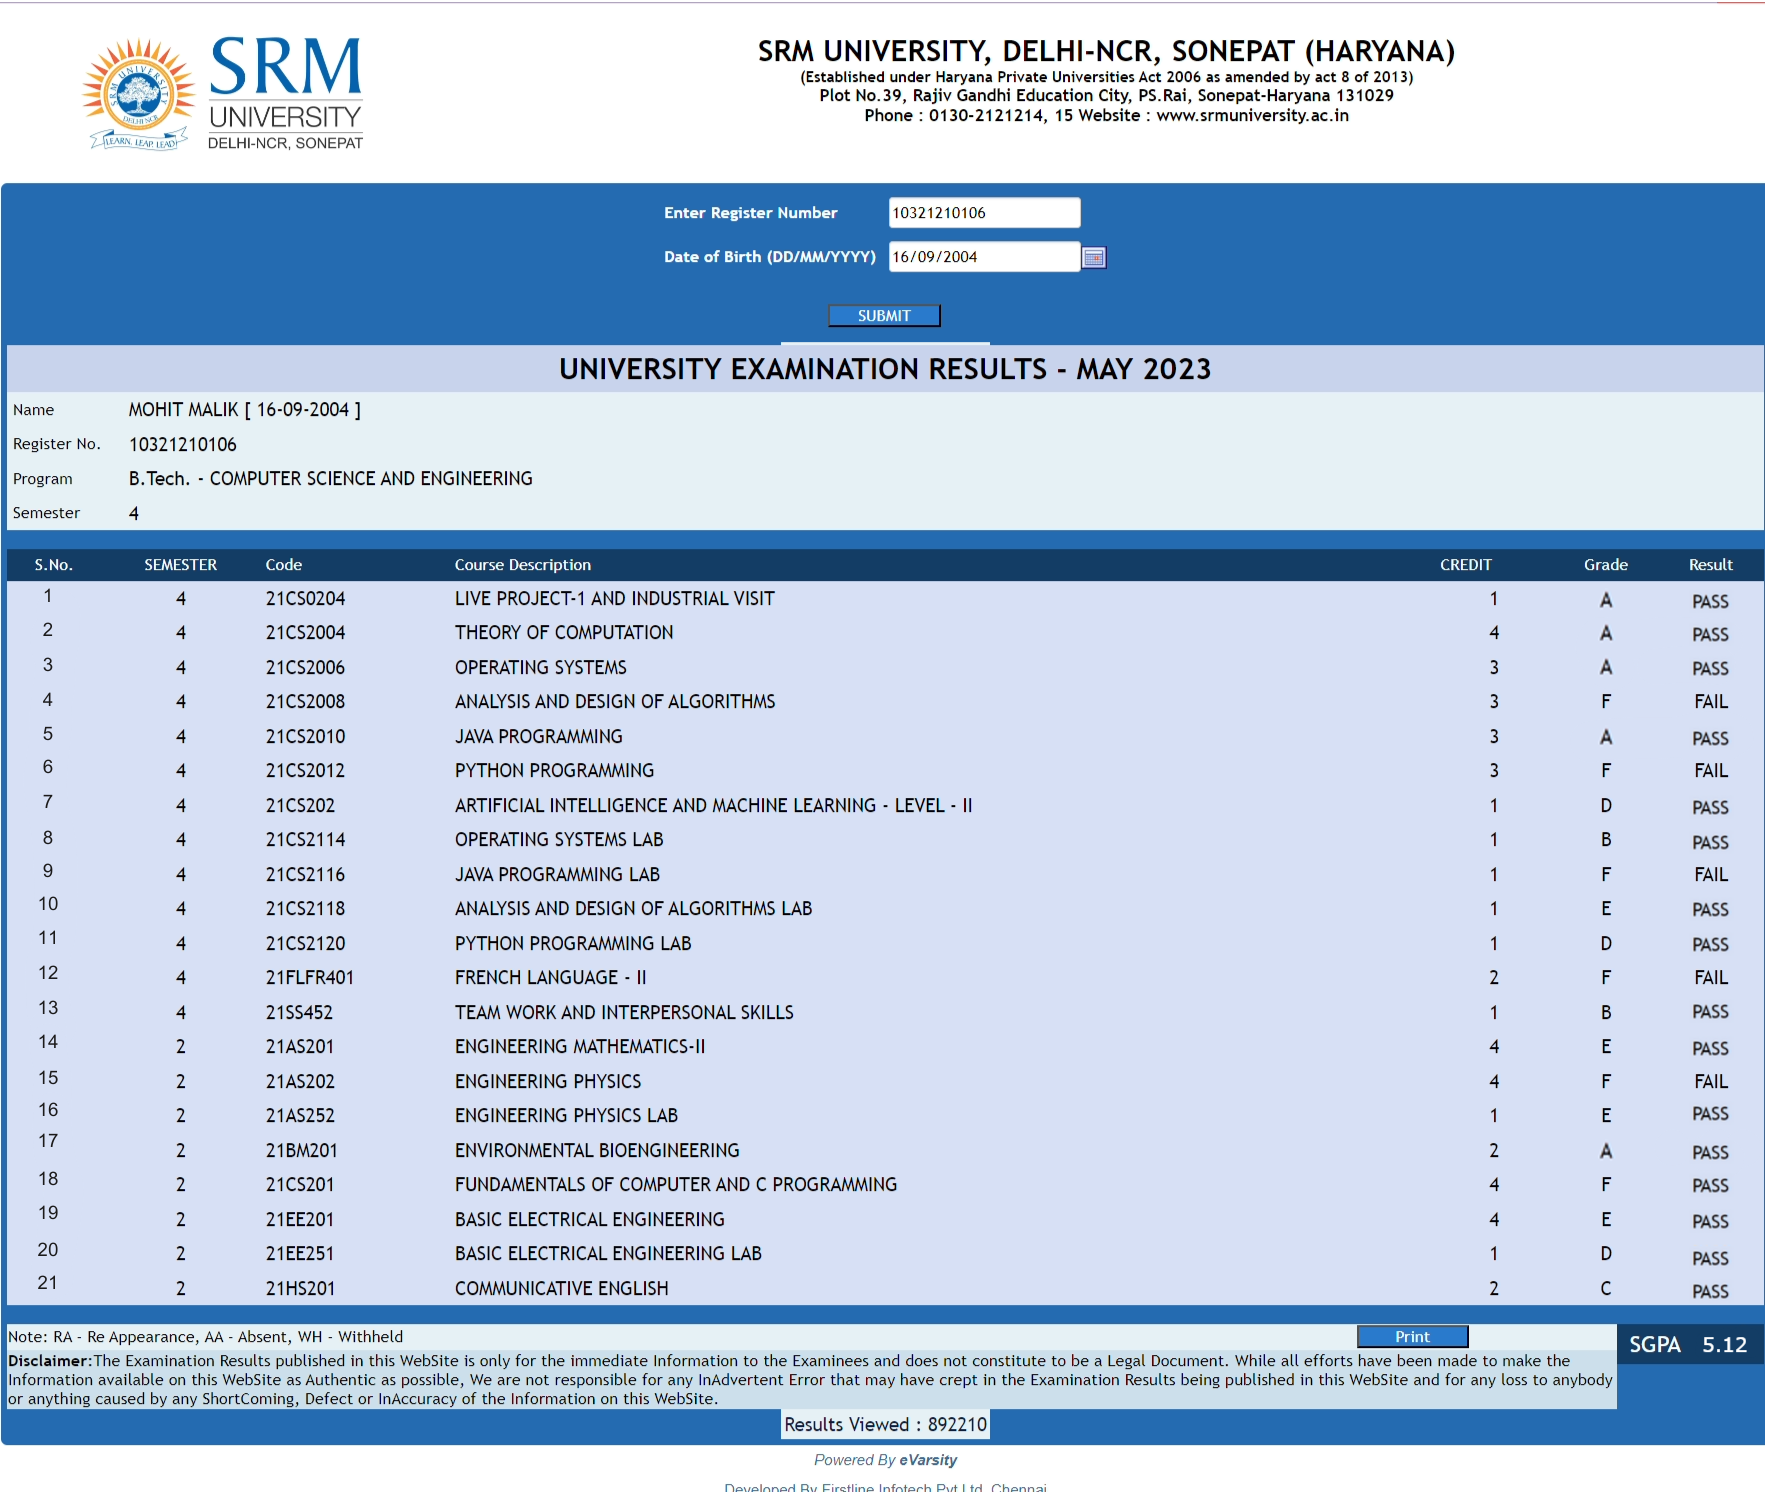 SRM
UNIVERSITY
DELHI-NCR, SONEPAT
SRM UNIVERSITY
DELHI-NCR
LEARN, LEAP, LEAD
SRM UNIVERSITY, DELHI-NCR, SONEPAT (HARYANA)
(Established under Haryana Private Universities Act 2006 as amended by act 8 of 2013)
Plot No.39, Rajiv Gandhi Education City, PS.Rai, Sonepat-Haryana 131029
Phone : 0130-2121214, 15 Website : www.srmuniversity.ac.in
Enter Register Number 10321210106
Date of Birth (DD/MM/YYYY) 16/09/2004
SUBMIT
UNIVERSITY EXAMINATION RESULTS - MAY 2023
Name MOHIT MALIK [ 16-09-2004 ]
Register No. 10321210106
Program B.Tech. - COMPUTER SCIENCE AND ENGINEERING
Semester 4
S.No. SEMESTER Code Course Description CREDIT Grade Result
1 4 21CS0204 LIVE PROJECT-1 AND INDUSTRIAL VISIT 1 A PASS
2 4 21CS2004 THEORY OF COMPUTATION 4 A PASS
3 4 21CS2006 OPERATING SYSTEMS 3 A PASS
4 4 21CS2008 ANALYSIS AND DESIGN OF ALGORITHMS 3 F FAIL
5 4 21CS2010 JAVA PROGRAMMING 3 A PASS
6 4 21CS2012 PYTHON PROGRAMMING 3 F FAIL
7 4 21CS202 ARTIFICIAL INTELLIGENCE AND MACHINE LEARNING - LEVEL - II 1 D PASS
8 4 21CS2114 OPERATING SYSTEMS LAB 1 B PASS
9 4 21CS2116 JAVA PROGRAMMING LAB 1 F FAIL
10 4 21CS2118 ANALYSIS AND DESIGN OF ALGORITHMS LAB 1 E PASS
11 4 21CS2120 PYTHON PROGRAMMING LAB 1 D PASS
12 4 21FLFR401 FRENCH LANGUAGE - II 2 F FAIL
13 4 21SS452 TEAM WORK AND INTERPERSONAL SKILLS 1 B PASS
14 2 21AS201 ENGINEERING MATHEMATICS-II 4 E PASS
15 2 21AS202 ENGINEERING PHYSICS 4 F FAIL
16 2 21AS252 ENGINEERING PHYSICS LAB 1 E PASS
17 2 21BM201 ENVIRONMENTAL BIOENGINEERING 2 A PASS
18 2 21CS201 FUNDAMENTALS OF COMPUTER AND C PROGRAMMING 4 F PASS
19 2 21EE201 BASIC ELECTRICAL ENGINEERING 4 E PASS
20 2 21EE251 BASIC ELECTRICAL ENGINEERING LAB 1 D PASS
21 2 21HS201 COMMUNICATIVE ENGLISH 2 C PASS
Note: RA - Re Appearance, AA - Absent, WH - Withheld Print
SGPA 5.12
Disclaimer:The Examination Results published in this WebSite is only for the immediate Information to the Examinees and does not constitute to be a Legal Document. While all efforts have been made to make the
Information available on this WebSite as Authentic as possible, We are not responsible for any InAdvertent Error that may have crept in the Examination Results being published in this WebSite and for any loss to anybody
or anything caused by any ShortComing, Defect or InAccuracy of the Information on this WebSite.
Results Viewed : 892210
Powered By eVarsity
Developed By Firstline Infotech Pvt Ltd, Chennai